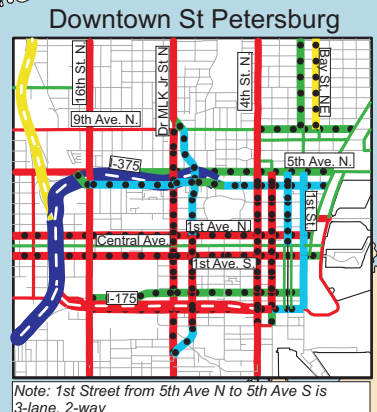 Downtown St Petersburg
16th St. N.
Dr. MLK Jr St N
4th St. N.
Bay St. NE
9th Ave. N.
I-375
5th Ave. N.
1st St.
1st Ave. N.
Central Ave.
1st Ave. S.
I-175
Note: 1st Street from 5th Ave N to 5th Ave S is
3-lane, 2-way